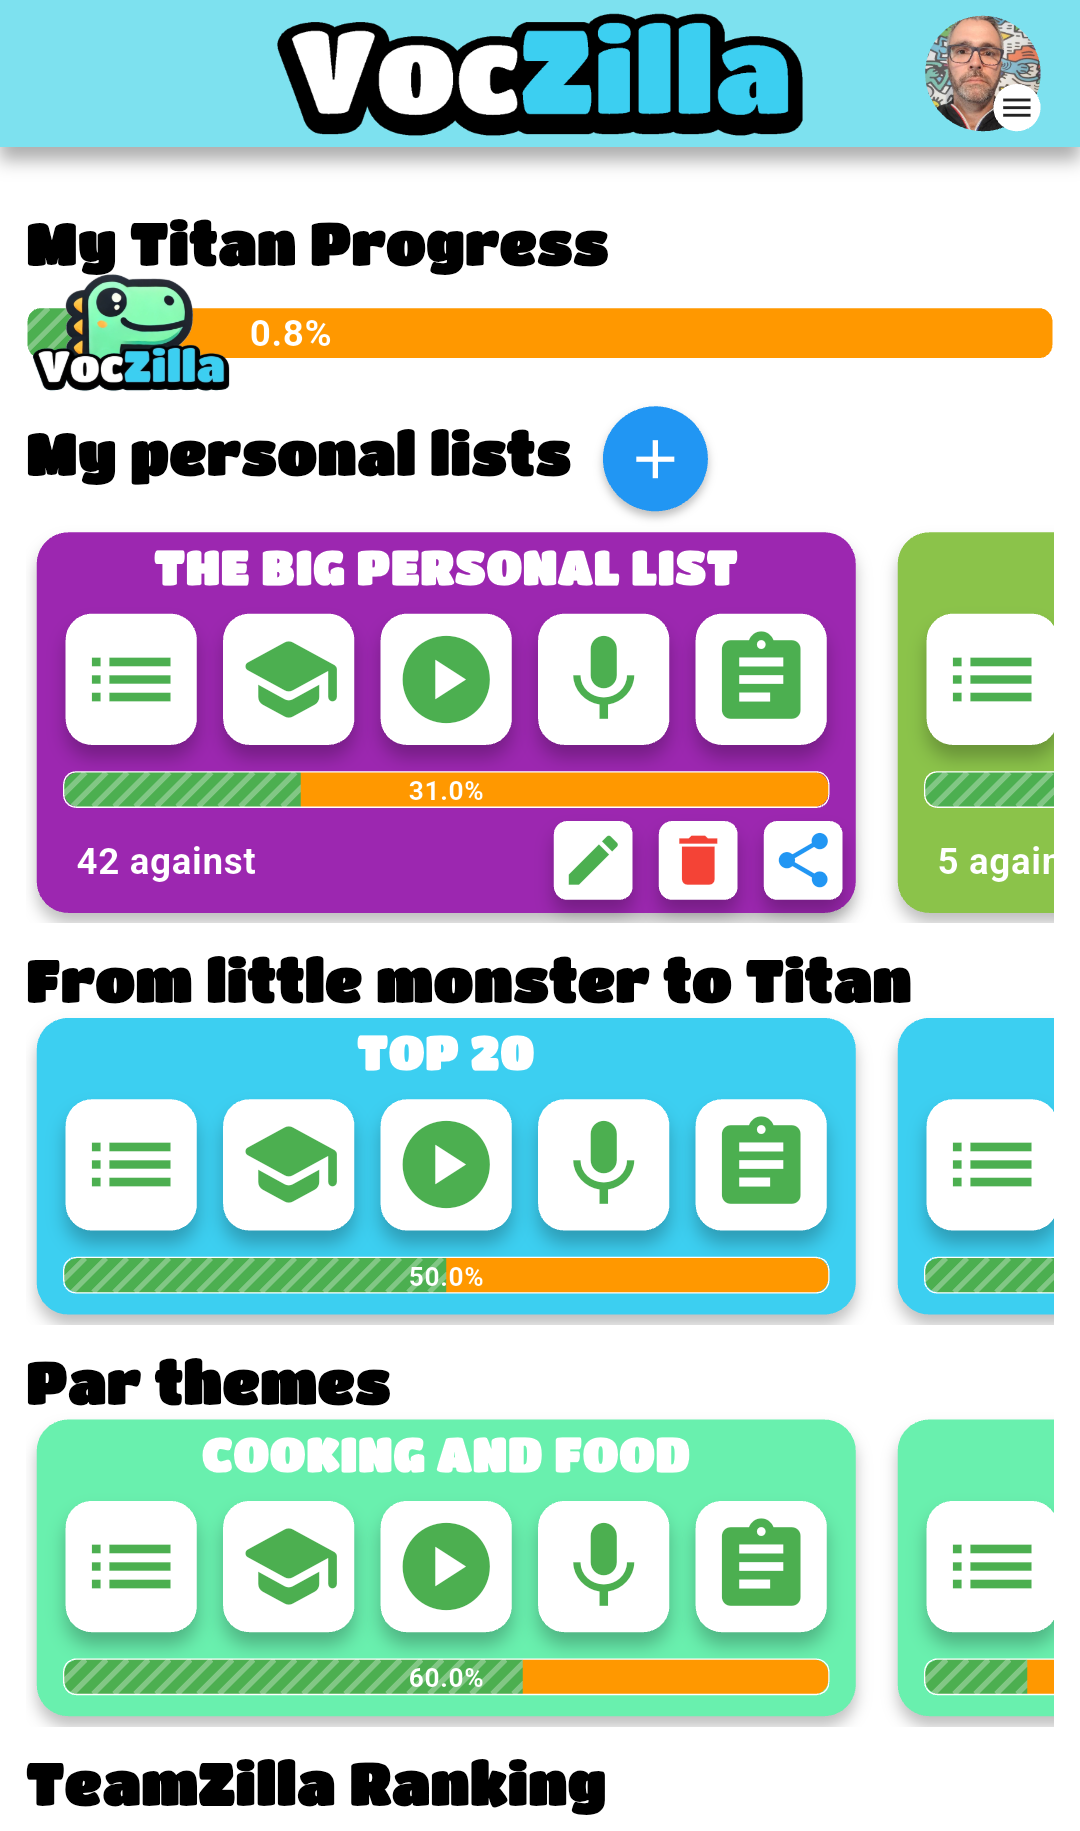 VocZilla
My Titan Progress
0.8%
VocZilla
My personal lists
THE BIG PERSONAL LIST
31.0%
42 against
5 again
From little monster to Titan
TOP 20
50.0%
Par themes
COOKING AND FOOD
60.0%
TeamZilla Ranking